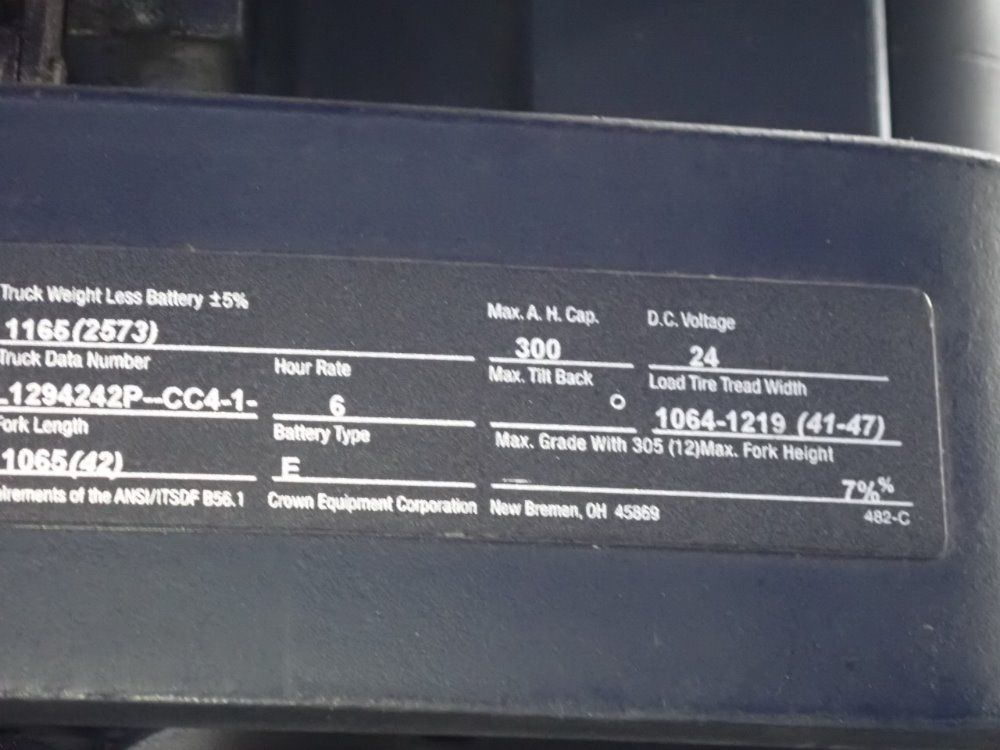 Truck Weight Less Battery ±5%
1165(2573)
Max. A. H. Cap.
300
D.C. Voltage
24
Truck Data Number
1294242P--CC4-1-
Hour Rate
6
Max. Tilt Back
o
Load Tire Tread Width
1064-1219 (41-47)
Fork Length
1065(42)
Battery Type
E
Max. Grade With 305 (12)Max. Fork Height
7%%
of the ANSI/ITSDF B56.1
Crown Equipment Corporation
New Bremen, OH 45869
482-C